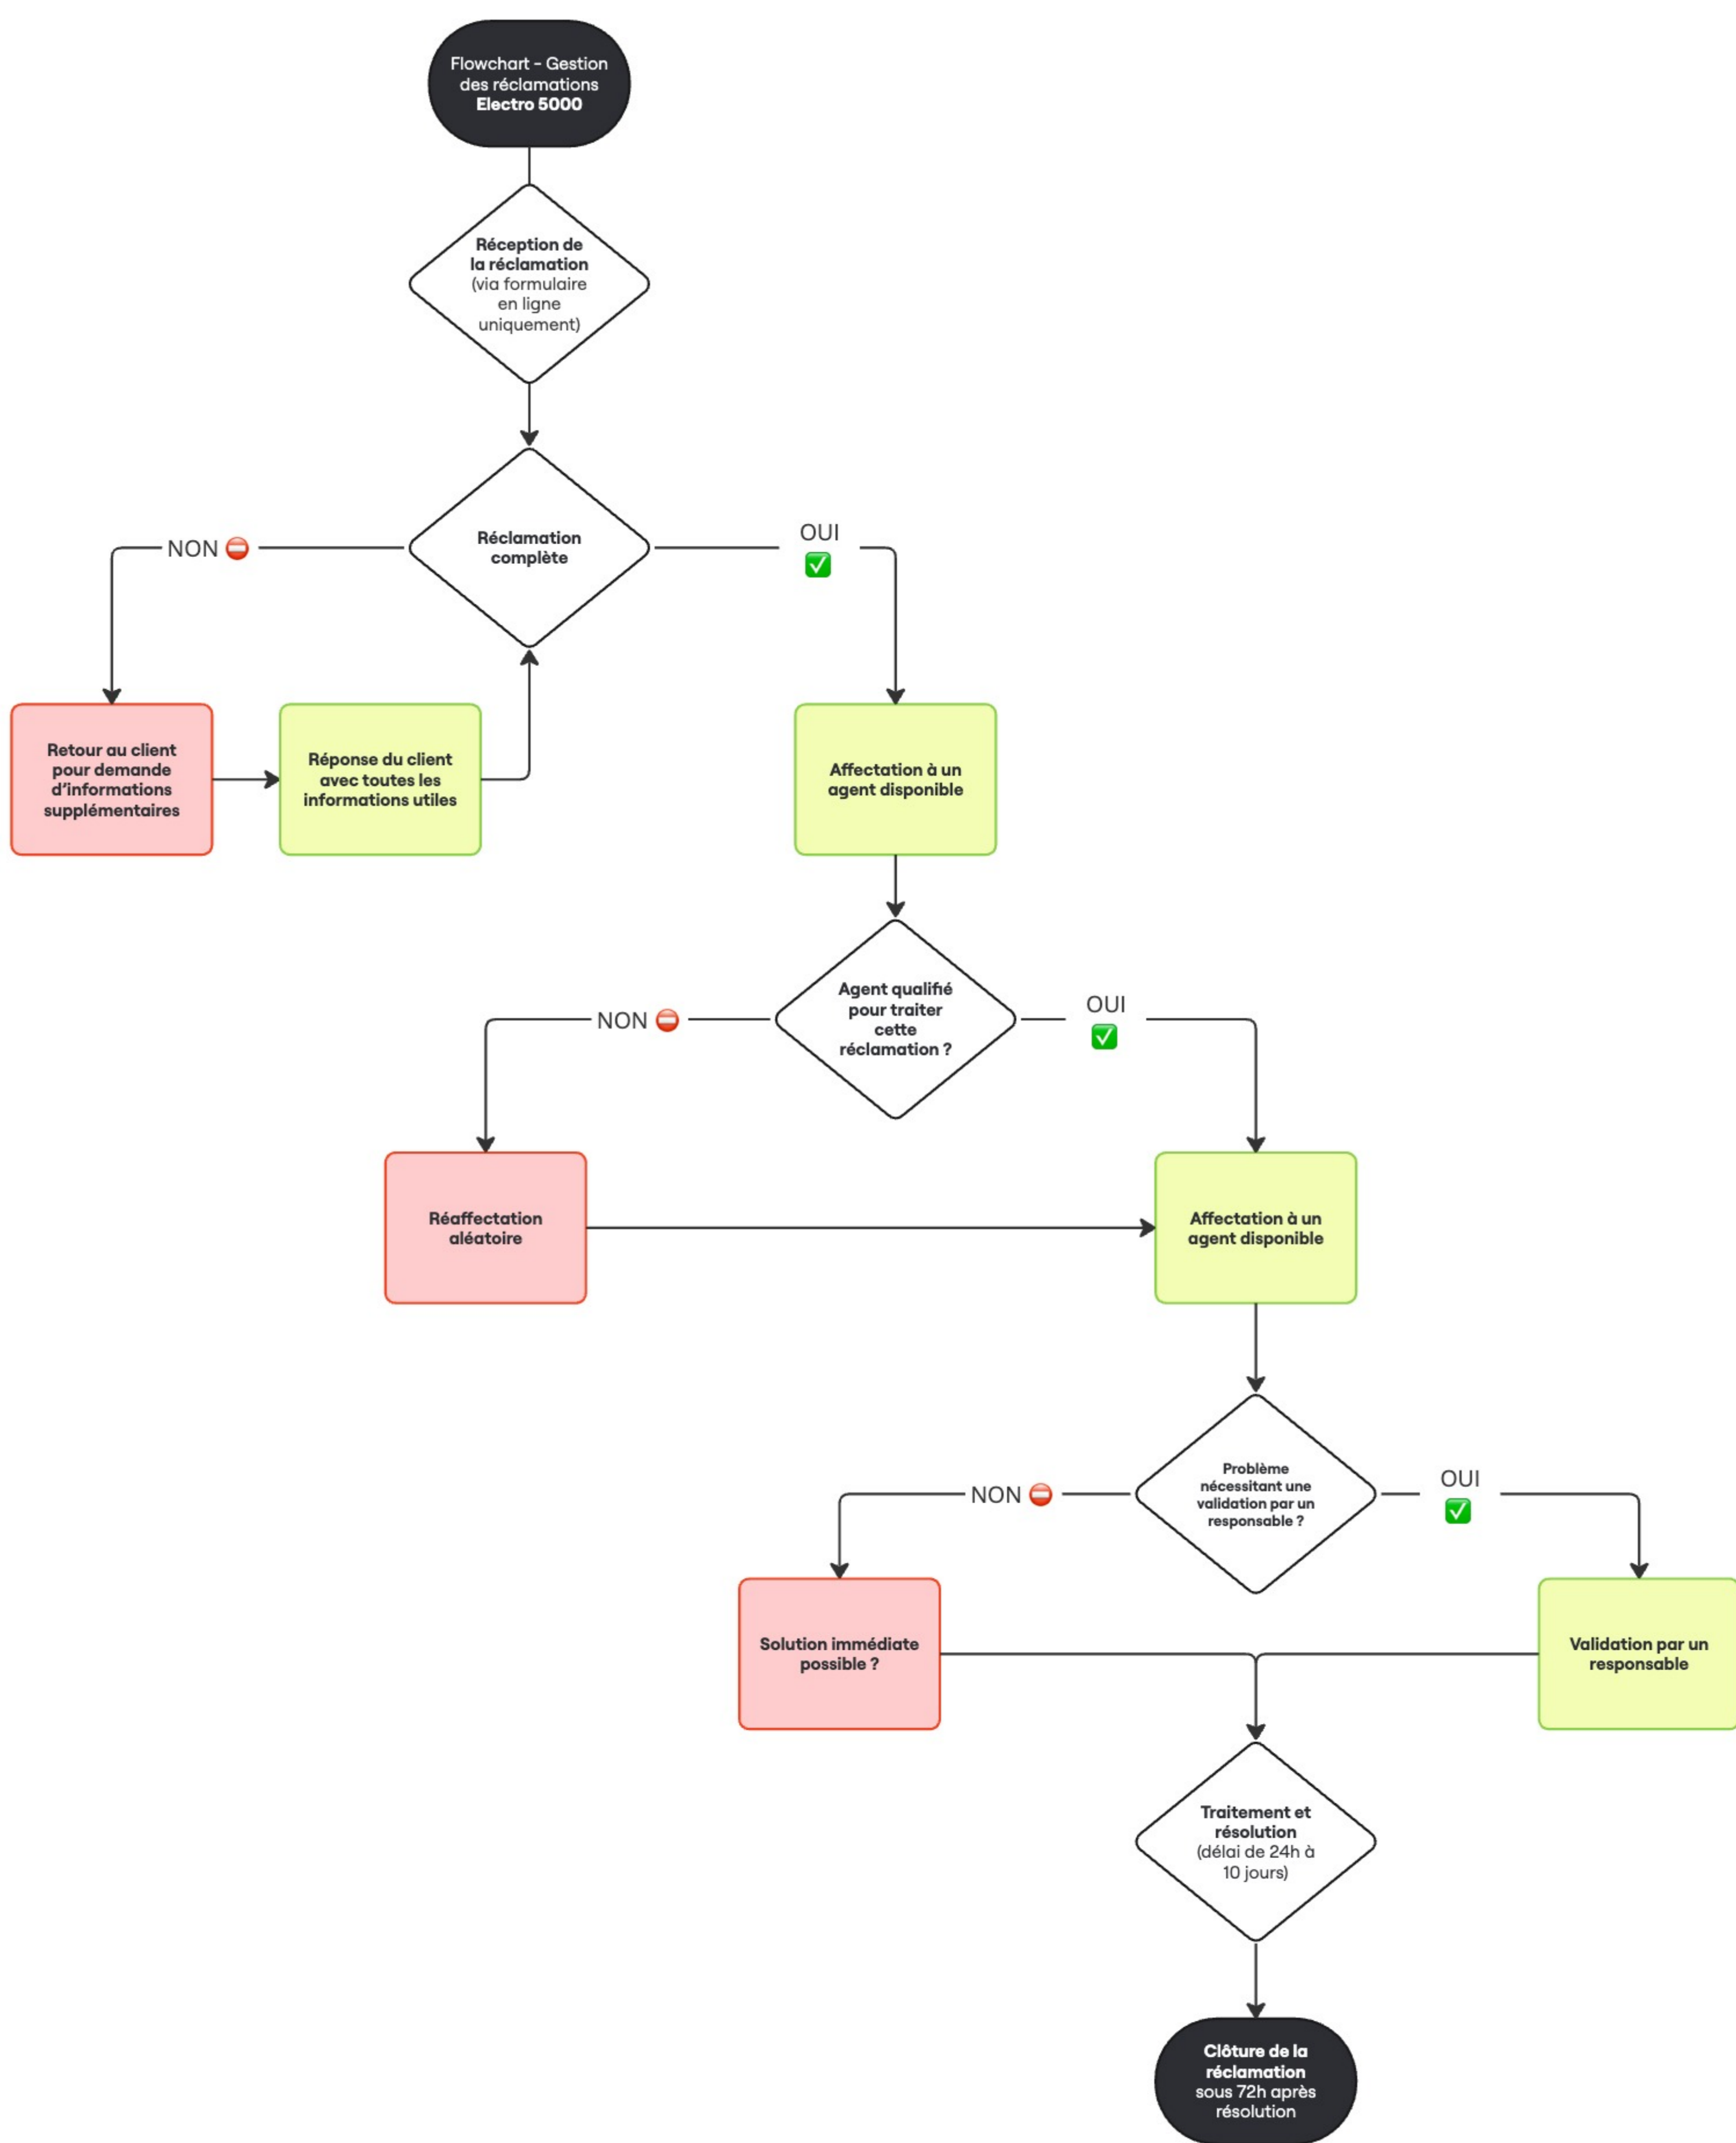 Flowchart - Gestion
des réclamations
Electro 5000
Réception de
la réclamation
(via formulaire
en ligne
uniquement)
Réclamation
complète
NON
OUI
Retour au client
pour demande
d'informations
supplémentaires
Réponse du client
avec toutes les
informations utiles
Affectation à un
agent disponible
Agent qualifié
pour traiter
cette
réclamation ?
NON
OUI
Réaffectation
aléatoire
Affectation à un
agent disponible
Problème
nécessitant une
validation par un
responsable ?
NON
OUI
Solution immédiate
possible ?
Validation par un
responsable
Traitement et
résolution
(délai de 24h à
10 jours)
Clôture de la
réclamation
sous 72h après
résolution